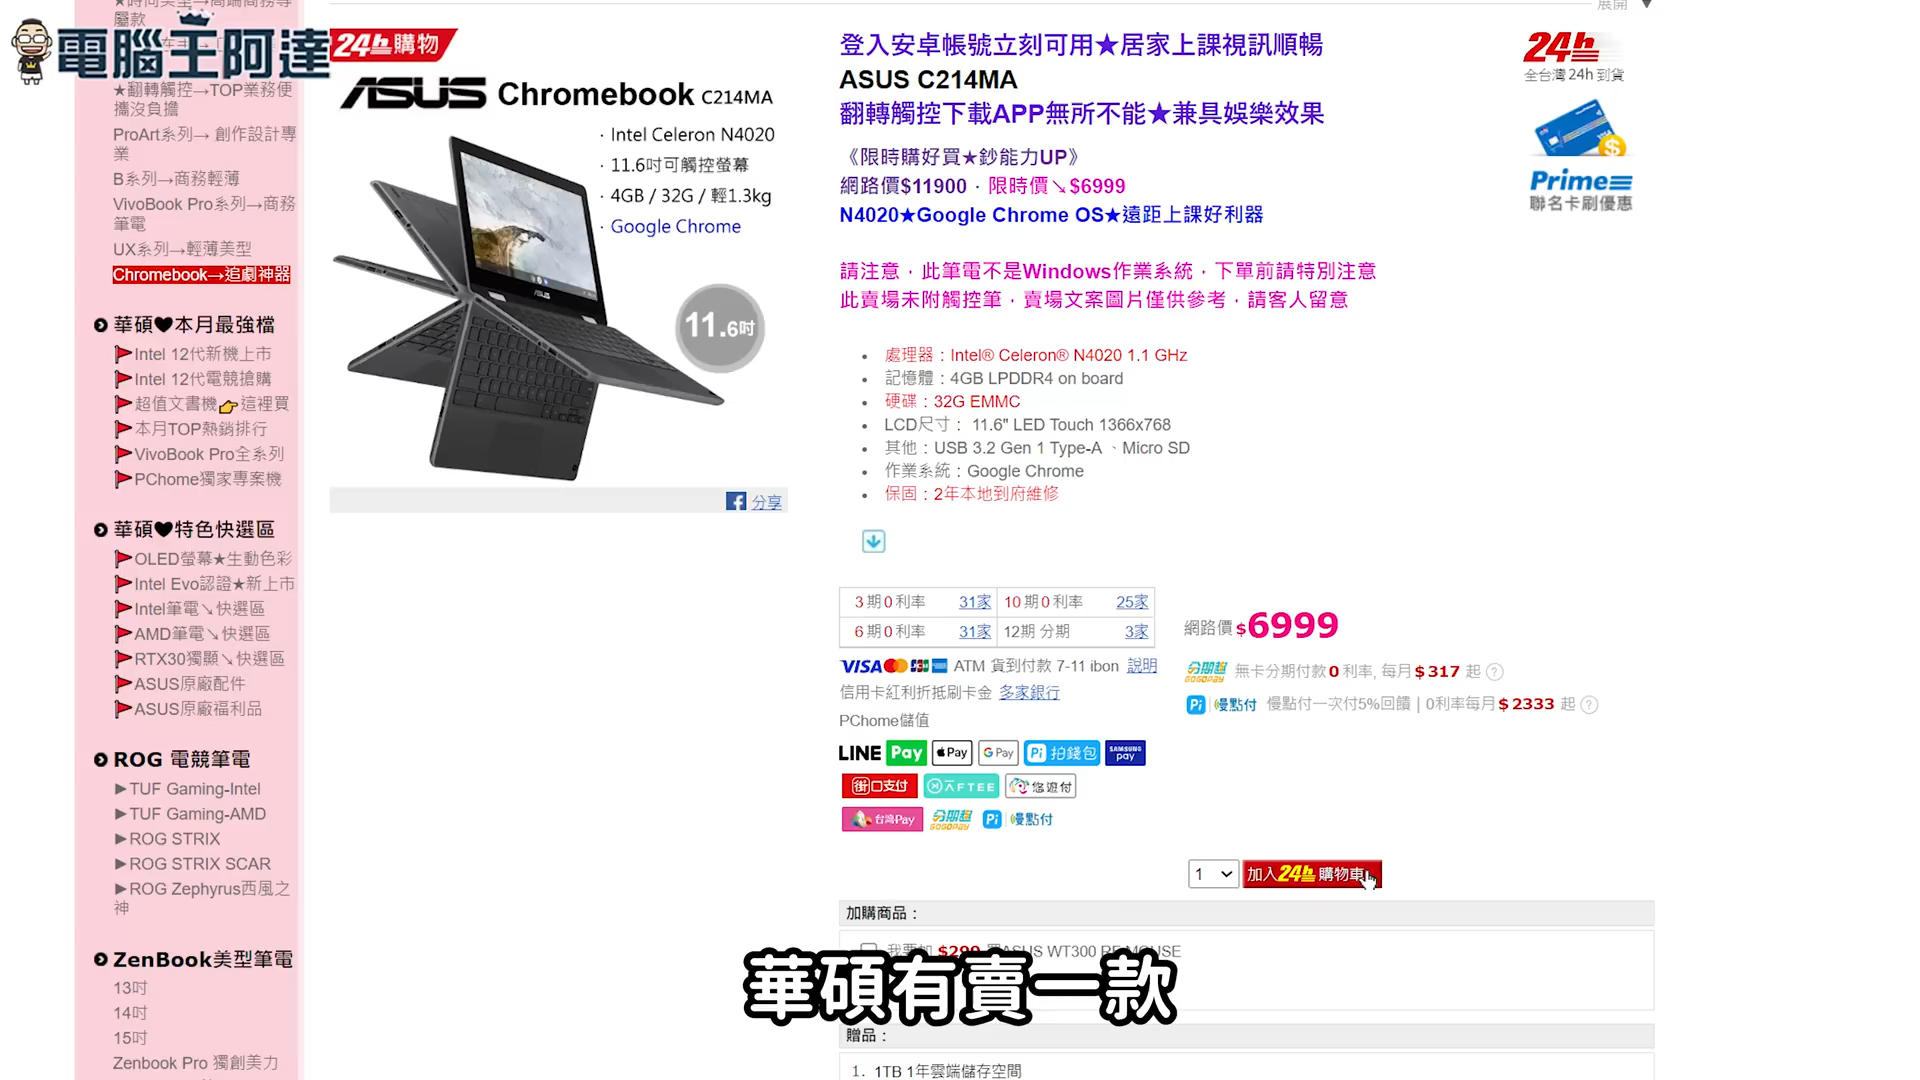 屬款
電腦王阿達
★翻轉觸控→TOP業務便
攜沒負擔
ProArt系列→ 創作設計專
業
B系列→商務輕薄
VivoBook Pro系列→商務
筆電
UX系列→輕薄美型
Chromebook→追劇神器
華碩♥本月最強檔
Intel 12代新機上市
Intel 12代電競搶購
超值文書機👉這裡買
本月TOP熱銷排行
VivoBook Pro全系列
PChome獨家專案機
華碩♥特色快選區
OLED螢幕★生動色彩
Intel Evo認證★新上市
Intel筆電↘快選區
AMD筆電↘快選區
RTX30獨顯↘快選區
ASUS原廠配件
ASUS原廠福利品
ROG 電競筆電
►TUF Gaming-Intel
►TUF Gaming-AMD
►ROG STRIX
►ROG STRIX SCAR
►ROG Zephyrus西風之
神
ZenBook美型筆電
13吋
14吋
15吋
Zenbook Pro 獨創美力
24h購物
ASUS Chromebook C214MA
· Intel Celeron N4020
· 11.6吋可觸控螢幕
· 4GB / 32G / 輕1.3kg
· Google Chrome
11.6吋
分享
展開 ▼
登入安卓帳號立刻可用★居家上課視訊順暢
ASUS C214MA
翻轉觸控下載APP無所不能★兼具娛樂效果
《限時購好買★鈔能力UP》
網路價$11900．限時價↘$6999
N4020★Google Chrome OS★遠距上課好利器
請注意，此筆電不是Windows作業系統，下單前請特別注意
此賣場未附觸控筆，賣場文案圖片僅供參考，請客人留意
• 處理器：Intel® Celeron® N4020 1.1 GHz
• 記憶體：4GB LPDDR4 on board
• 硬碟：32G EMMC
• LCD尺寸： 11.6" LED Touch 1366x768
• 其他：USB 3.2 Gen 1 Type-A 、Micro SD
• 作業系統：Google Chrome
• 保固：2年本地到府維修
24h
全台灣24h到貨
VISA
$
Prime
聯名卡刷優惠
3期0利率 31家 10期0利率 25家
6期0利率 31家 12期 分期 3家
VISA JCB ATM 貨到付款 7-11 ibon 說明
信用卡紅利折抵刷卡金 多家銀行
PChome儲值
LINE Pay Pay G Pay Pi 拍錢包 SAMSUNG pay
街口支付 AFTEE 悠遊付
台灣Pay 分期趣 GOGOPAY Pi 慢點付
網路價$6999
分期趣 GOGOPAY 無卡分期付款0利率, 每月$317 起 ?
Pi 慢點付 慢點付一次付5%回饋 | 0利率每月$2333 起 ?
1 加入24h購物車
加購商品：
我要加 $299 買ASUS WT300 RF MOUSE
華碩有賣一款
贈品：
1. 1TB 1年雲端儲存空間